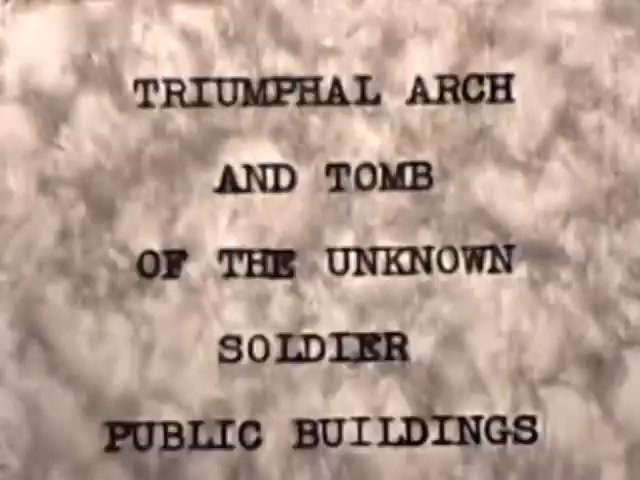 TRIUMPHAL ARCH
AND TOMB
OF THE UNKNOWN
SOLDIER
PUBLIC BUILDINGS